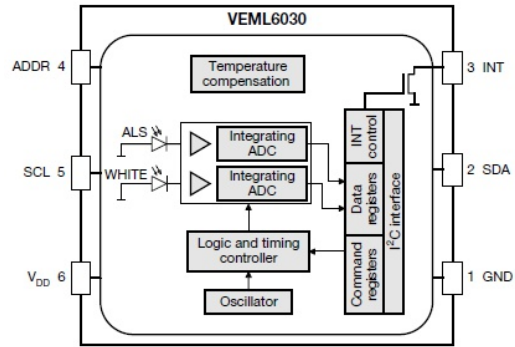 VEML6030
ADDR 4
Temperature
compensation
3 INT
ALS
Integrating
ADC
INT
control
SCL 5
WHITE
Integrating
ADC
Data
registers
I²C interface
2 SDA
Logic and timing
controller
Command
registers
V_DD 6
Oscillator
1 GND